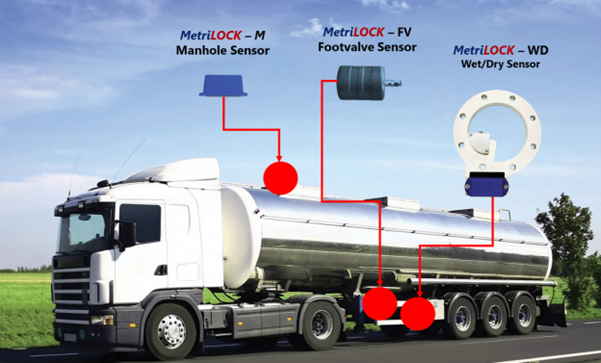 MetriLOCK – M
Manhole Sensor
MetriLOCK – FV
Footvalve Sensor
MetriLOCK – WD
Wet/Dry Sensor